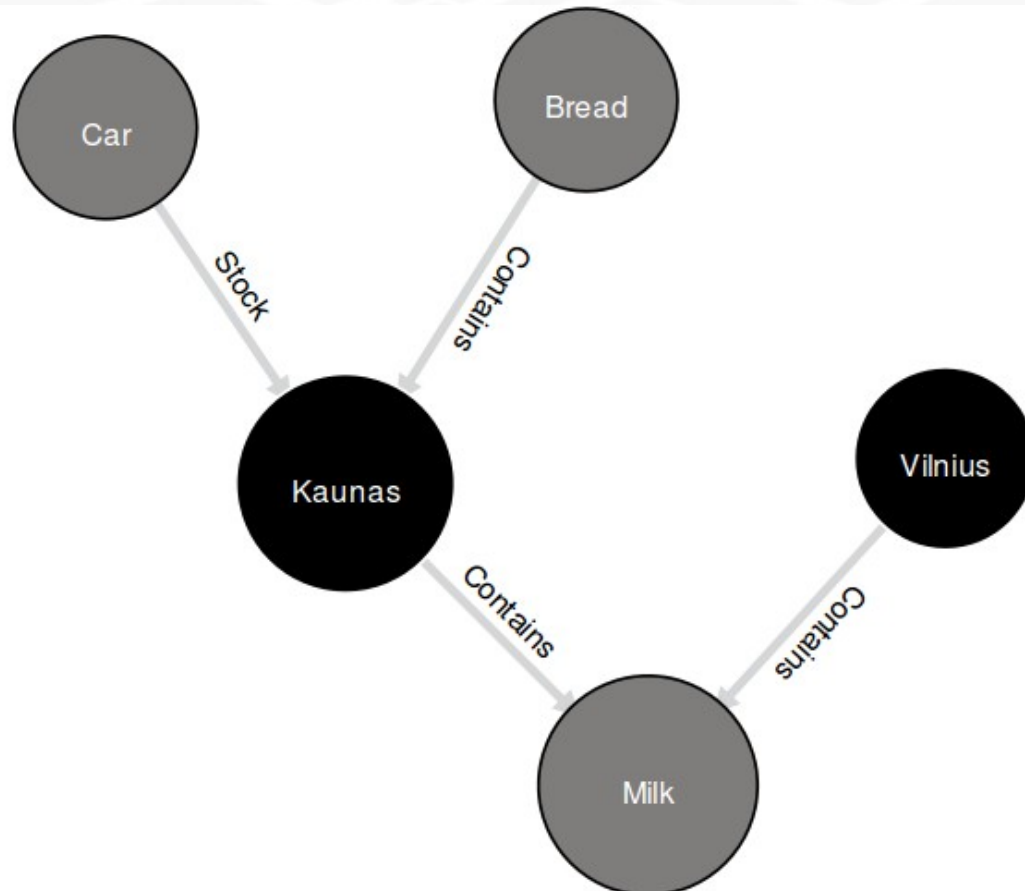 Car
Bread
Stock
Contains
Kaunas
Vilnius
Contains
Contains
Milk